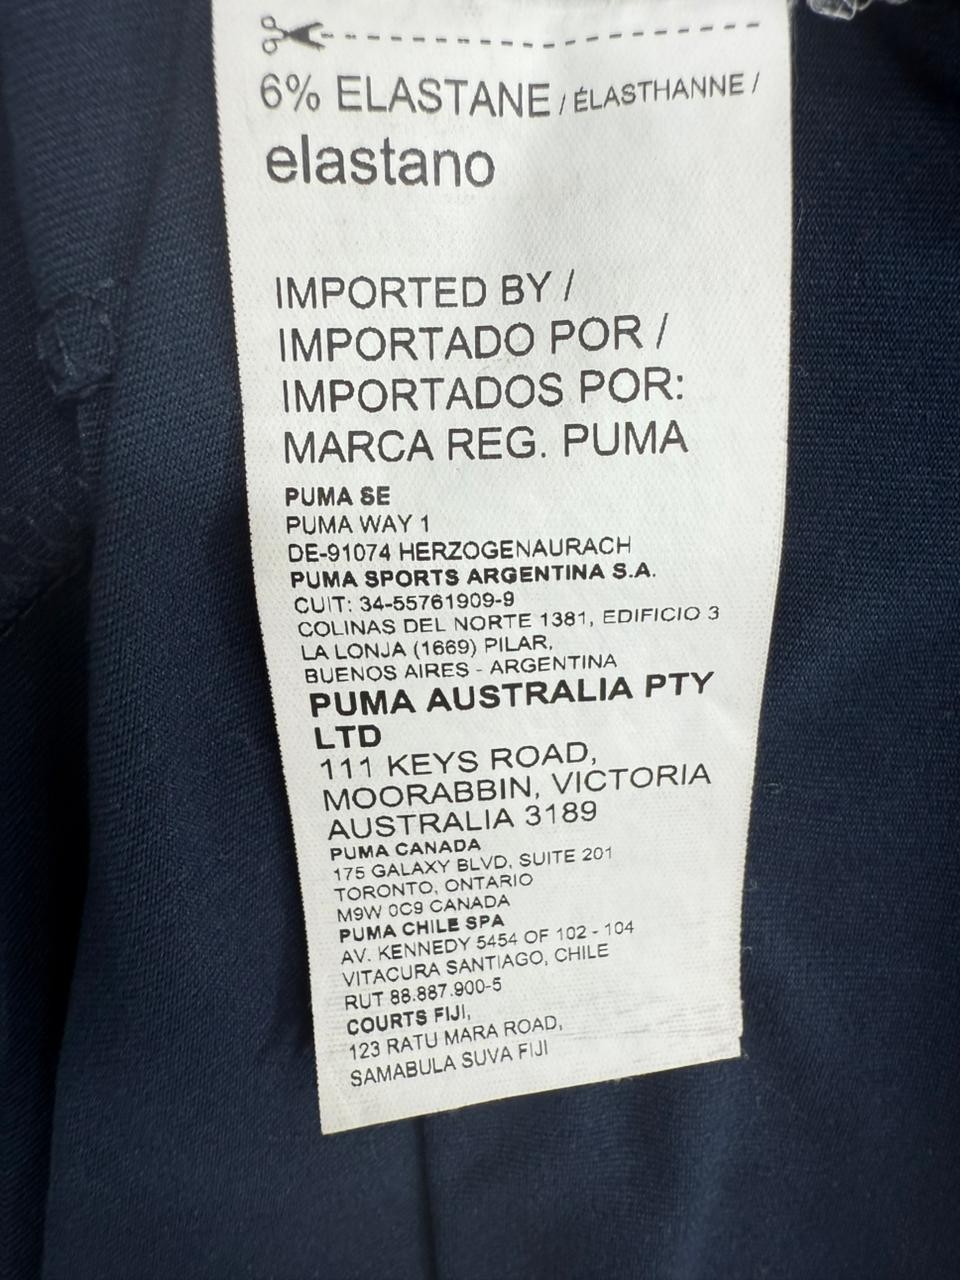 6% ELASTANE / ÉLASTHANNE /
elastano
IMPORTED BY /
IMPORTADO POR /
IMPORTADOS POR:
MARCA REG. PUMA
PUMA SE
PUMA WAY 1
DE-91074 HERZOGENAURACH
PUMA SPORTS ARGENTINA S.A.
CUIT: 34-55761909-9
COLINAS DEL NORTE 1381, EDIFICIO 3
LA LONJA (1669) PILAR,
BUENOS AIRES - ARGENTINA
PUMA AUSTRALIA PTY
LTD
111 KEYS ROAD,
MOORABBIN, VICTORIA
AUSTRALIA 3189
PUMA CANADA
175 GALAXY BLVD, SUITE 201
TORONTO, ONTARIO
M9W 0C9 CANADA
PUMA CHILE SPA
AV. KENNEDY 5454 OF 102 - 104
VITACURA SANTIAGO, CHILE
RUT 88.887.900-5
COURTS FIJI,
123 RATU MARA ROAD,
SAMABULA SUVA FIJI